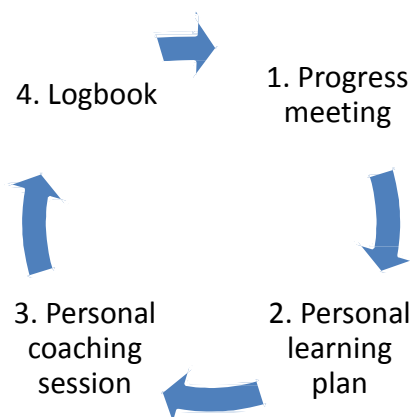 1. Progress
meeting
2. Personal
learning
plan
3. Personal
coaching
session
4. Logbook